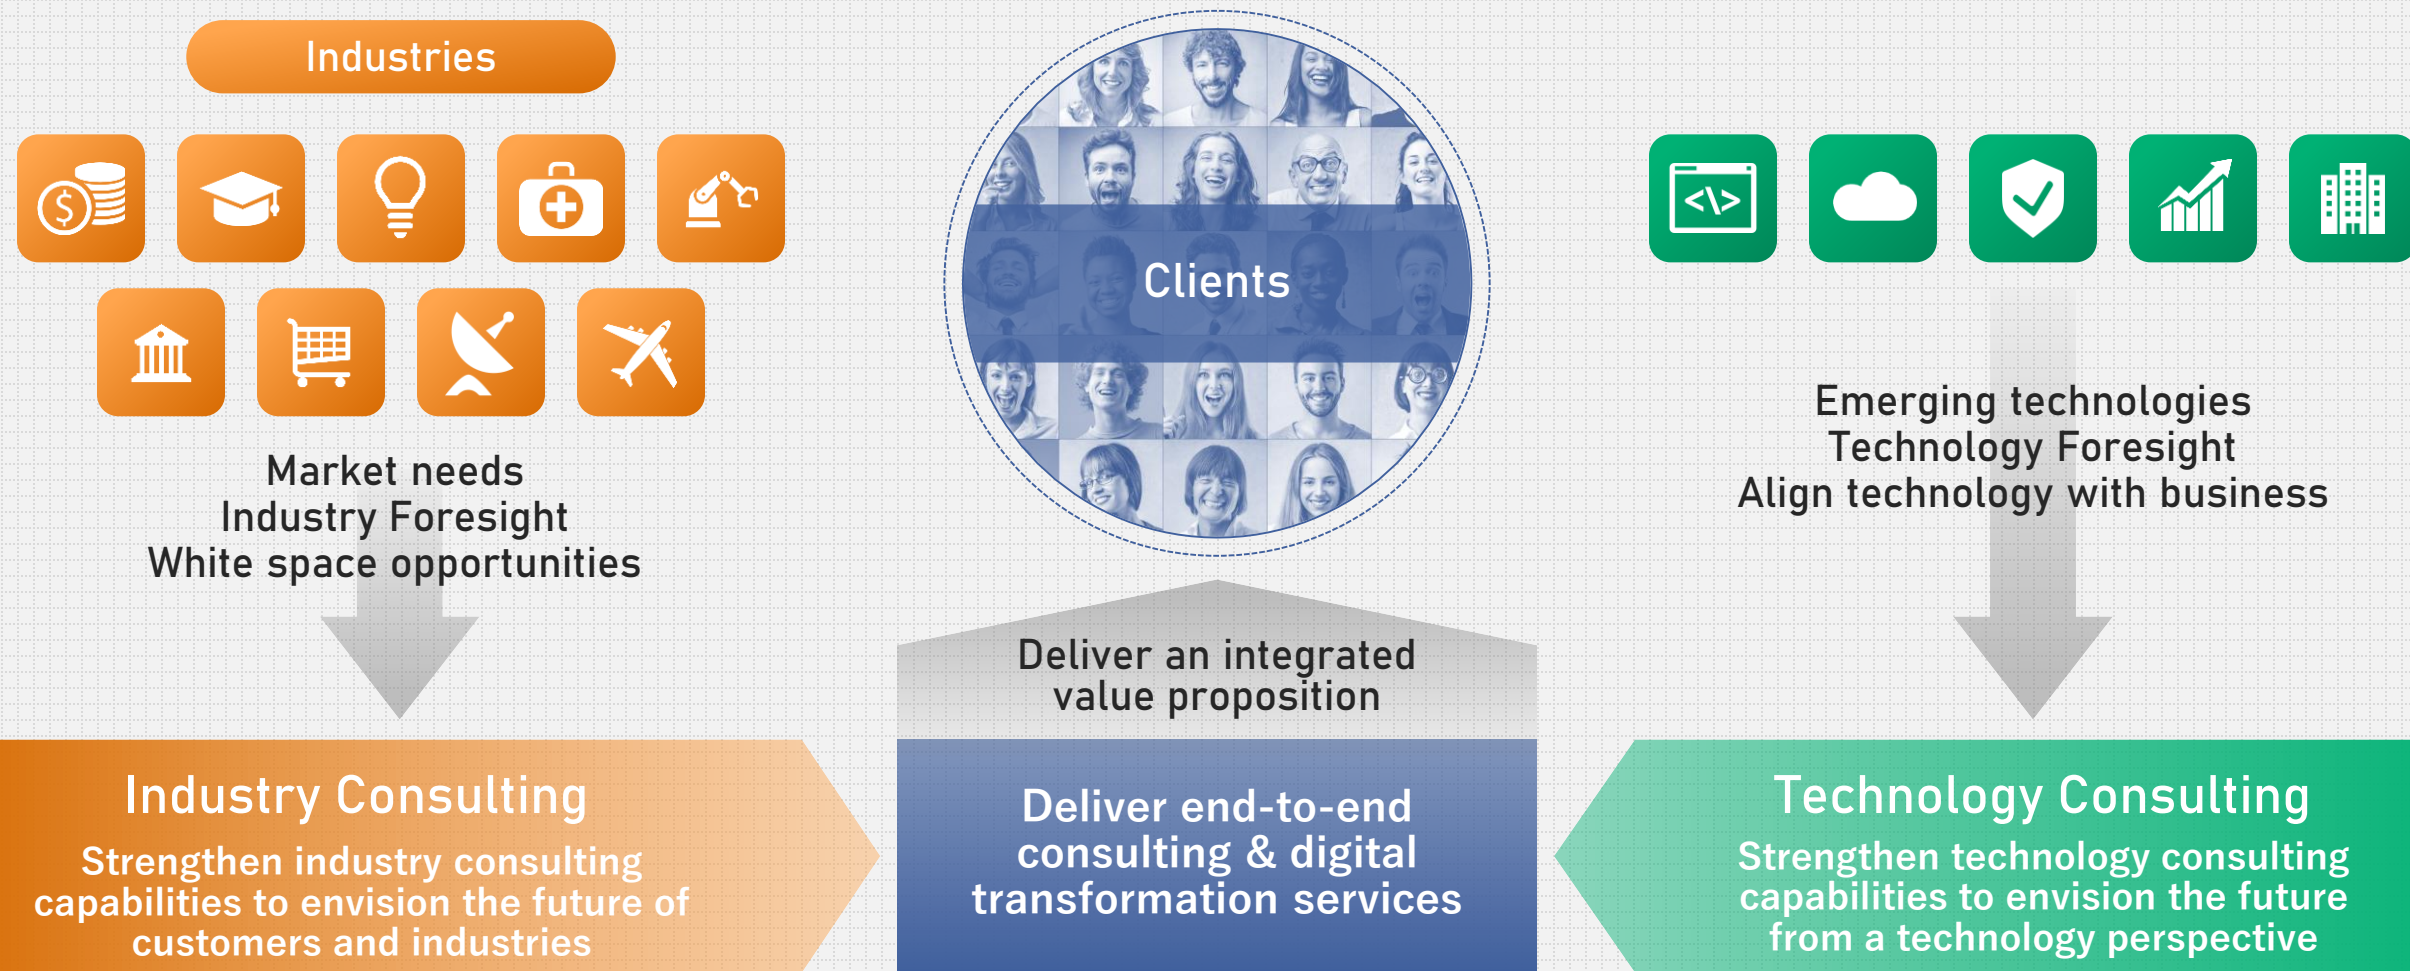 Industries
Market needs
Industry Foresight
White space opportunities
Industry Consulting
Strengthen industry consulting
capabilities to envision the future of
customers and industries
Clients
Deliver an integrated
value proposition
Deliver end-to-end
consulting & digital
transformation services
Emerging technologies
Technology Foresight
Align technology with business
Technology Consulting
Strengthen technology consulting
capabilities to envision the future
from a technology perspective